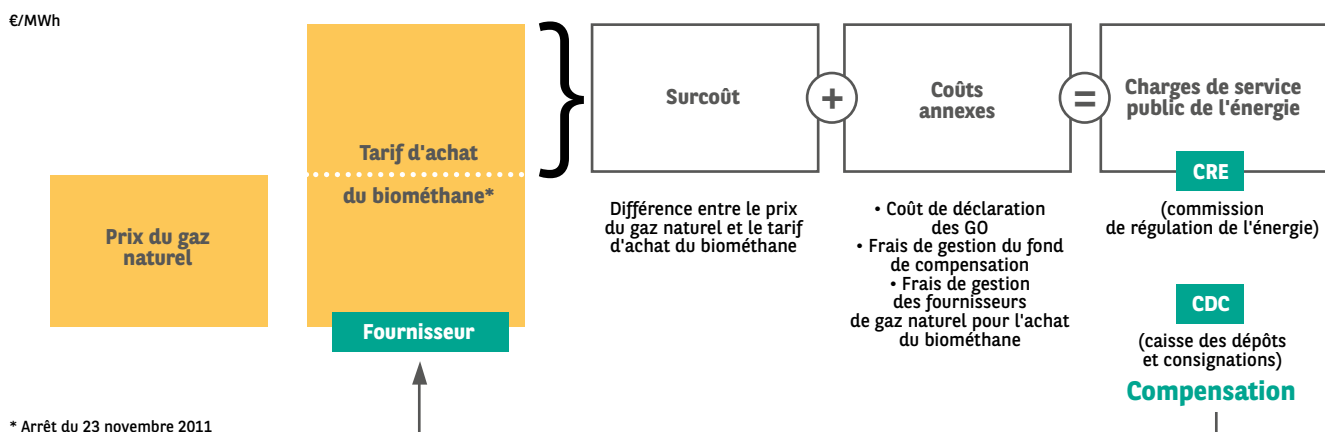 €/MWh
Prix du gaz
naturel
Tarif d'achat
du biométhane*
Fournisseur
Surcoût
Différence entre le prix
du gaz naturel et le tarif
d'achat du biométhane
+
Coûts
annexes
• Coût de déclaration
des GO
• Frais de gestion du fond
de compensation
• Frais de gestion
des fournisseurs
de gaz naturel pour l'achat
du biométhane
=
Charges de service
public de l'énergie
CRE
(commission
de régulation de l'énergie)
CDC
(caisse des dépôts
et consignations)
Compensation
* Arrêt du 23 novembre 2011